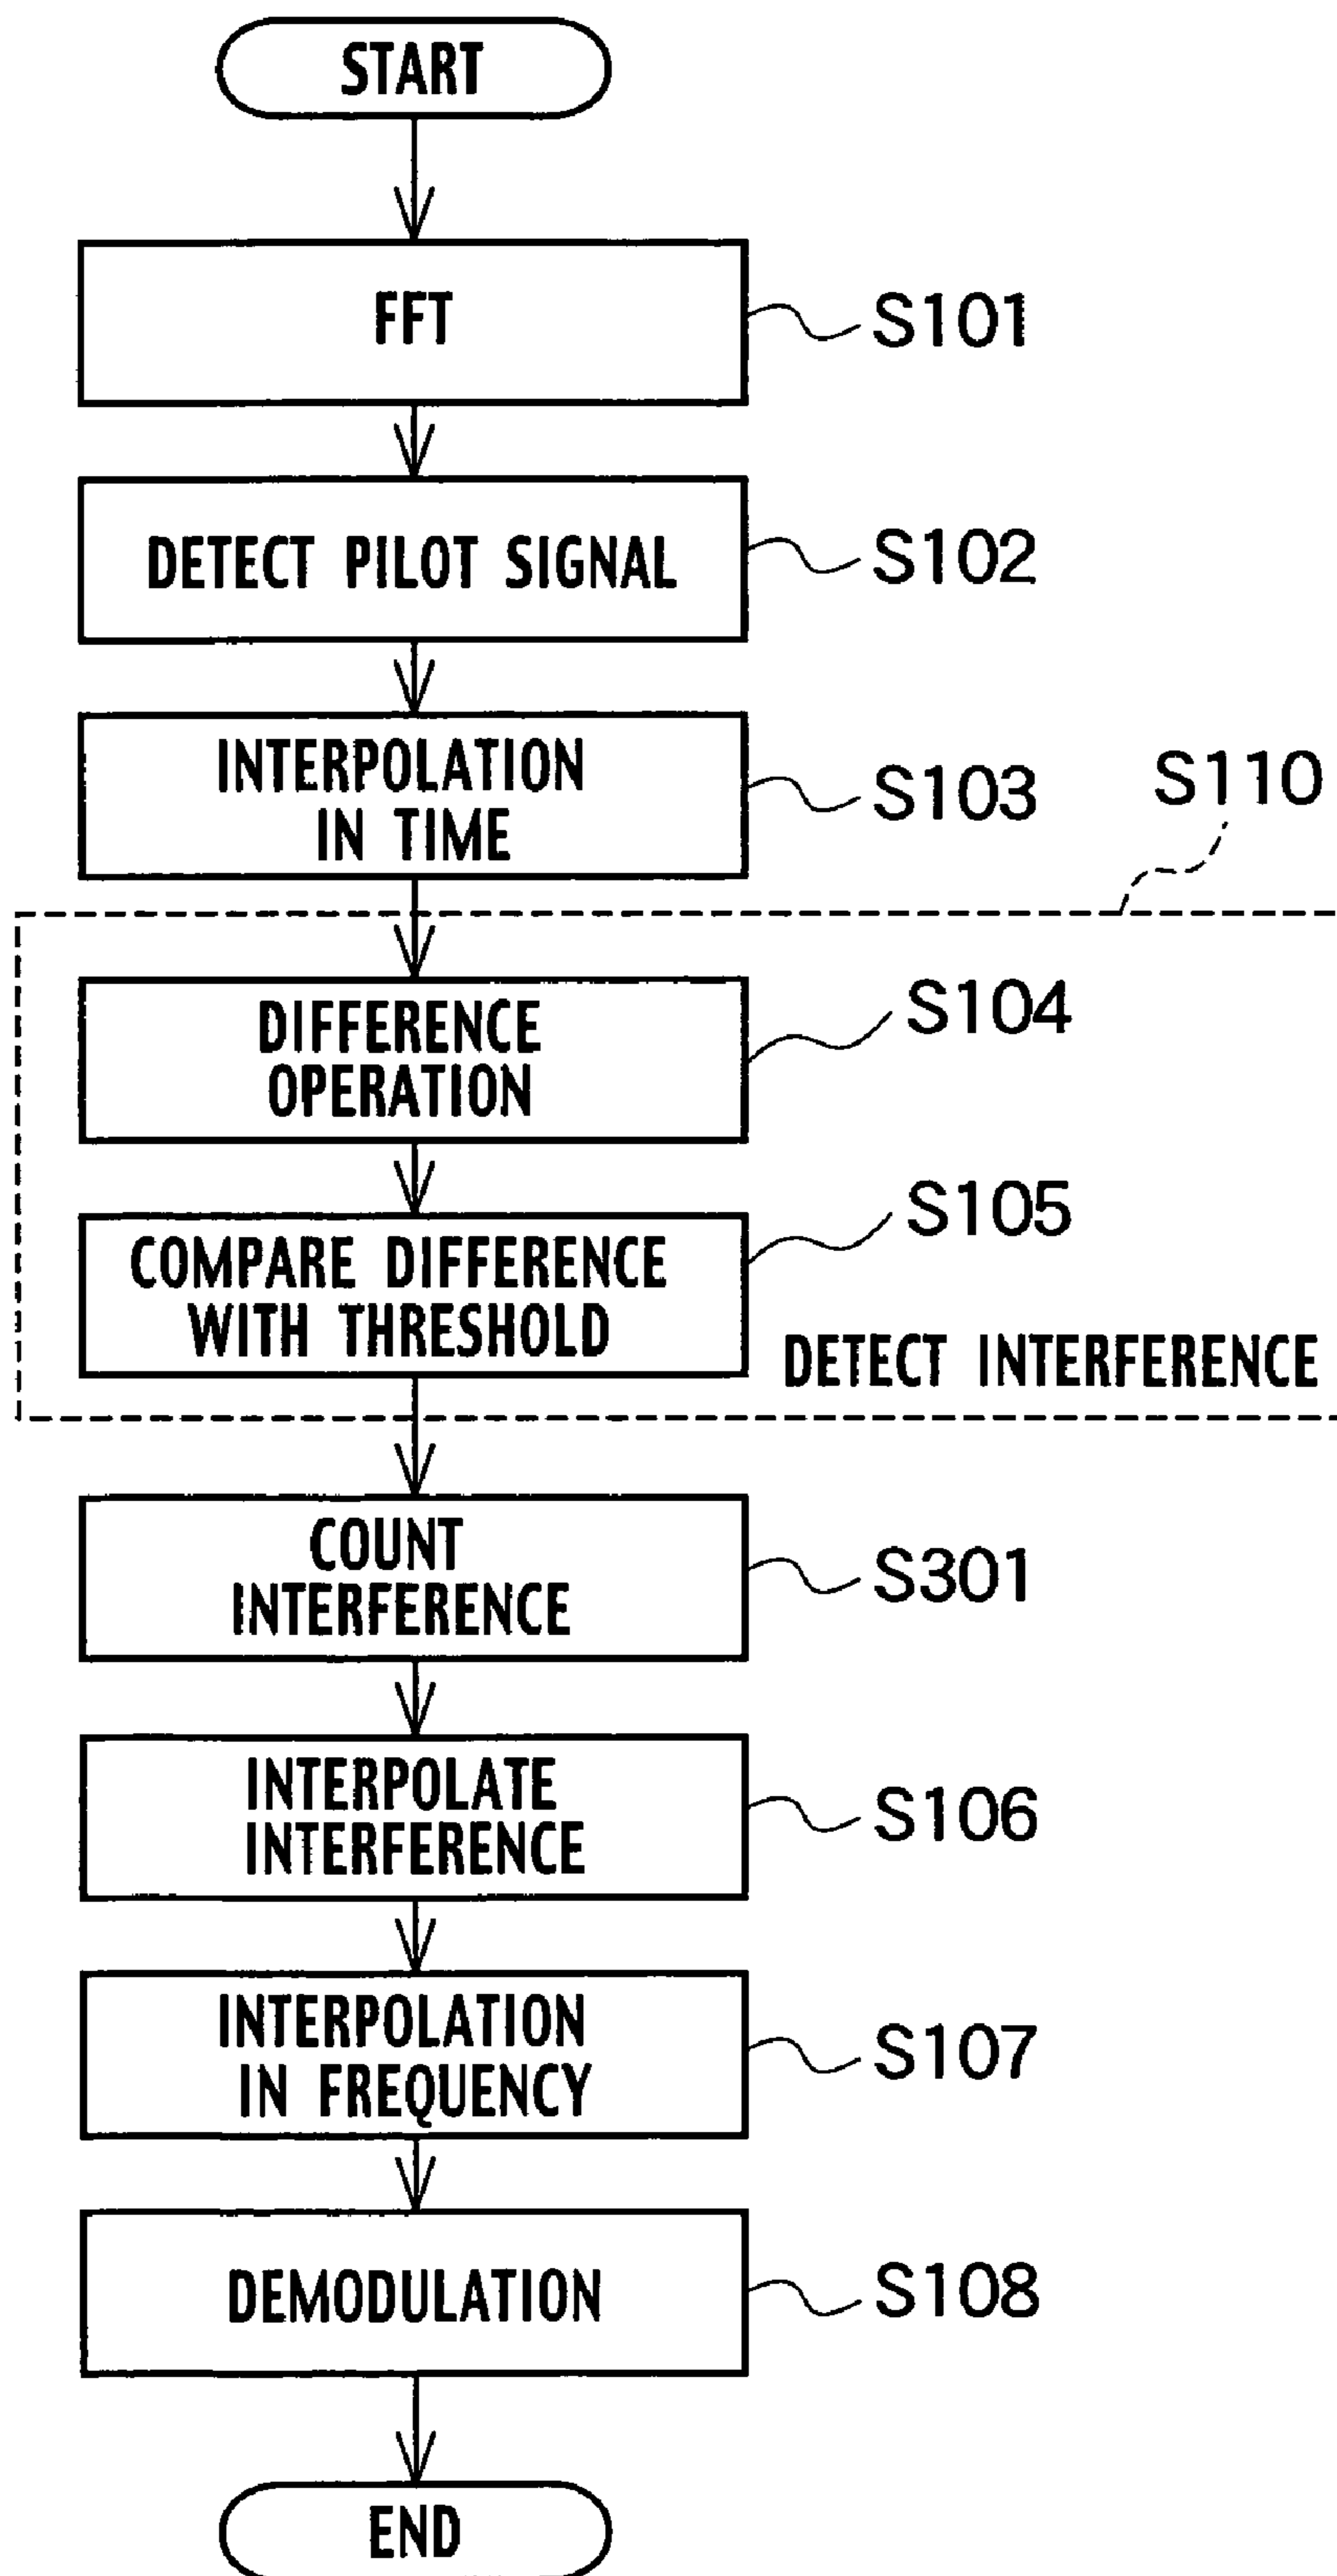 START
FFT
S101
DETECT PILOT SIGNAL
S102
INTERPOLATION
IN TIME
S103
S110
DIFFERENCE
OPERATION
S104
COMPARE DIFFERENCE
WITH THRESHOLD
S105
DETECT INTERFERENCE
COUNT
INTERFERENCE
S301
INTERPOLATE
INTERFERENCE
S106
INTERPOLATION
IN FREQUENCY
S107
DEMODULATION
S108
END